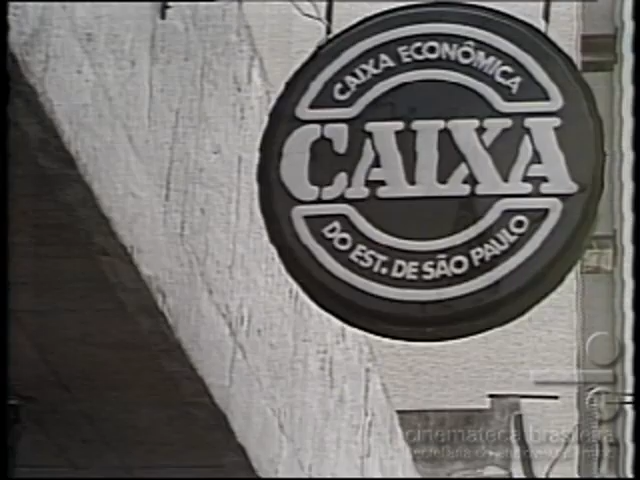 CAIXA ECONÔMICA
CAIXA
DO EST. DE SÃO PAULO
cinemateca brasileira